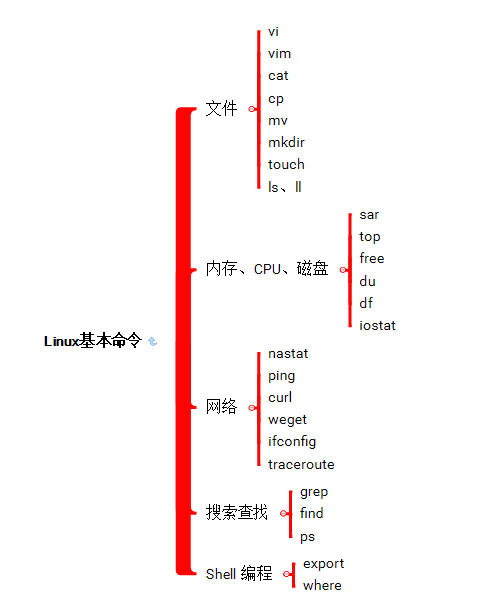 Linux基本命令
文件
vi
vim
cat
cp
mv
mkdir
touch
ls、ll
内存、CPU、磁盘
sar
top
free
du
df
iostat
网络
nastat
ping
curl
weget
ifconfig
traceroute
搜索查找
grep
find
ps
Shell 编程
export
where